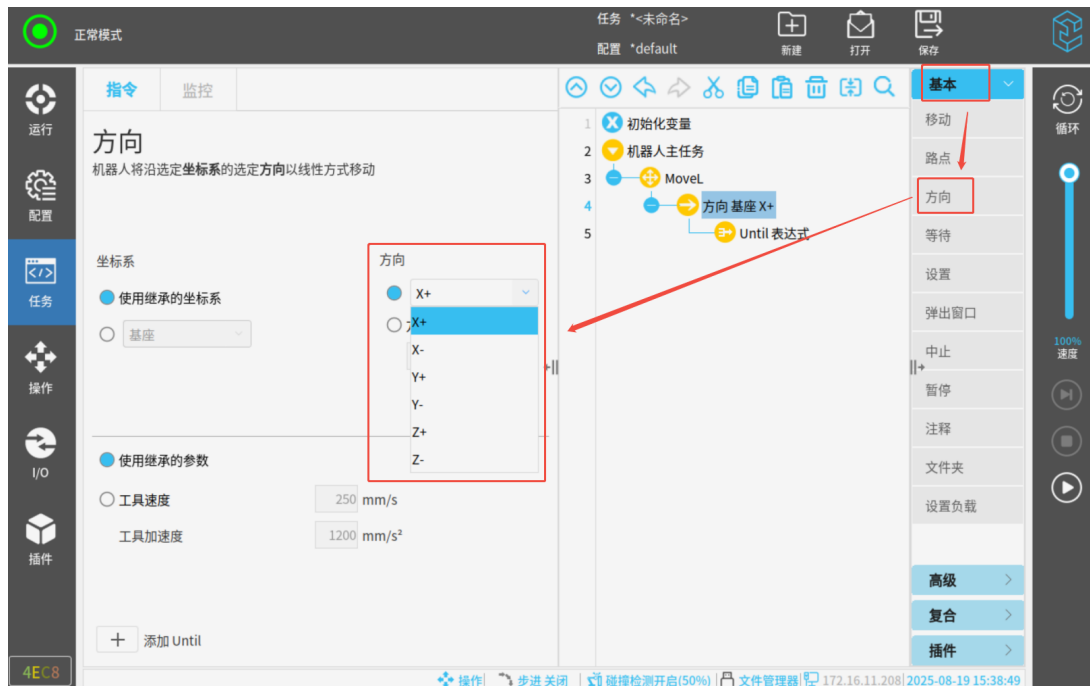 正常模式
任务 *<未命名>
配置 *default
新建
打开
保存
运行
配置
任务
操作
I/O
插件
4EC8
指令
监控
方向
机器人将沿选定坐标系的选定方向以线性方式移动
坐标系
使用继承的坐标系
基座
方向
X+
X+
X-
Y+
Y-
Z+
Z-
使用继承的参数
工具速度 250 mm/s
工具加速度 1200 mm/s²
添加 Until
1 初始化变量
2 机器人主任务
3 MoveL
4 方向 基座 X+
5 Until 表达式
基本
移动
路点
方向
等待
设置
弹出窗口
中止
暂停
注释
文件夹
设置负载
高级
复合
插件
循环
100%
速度
操作 步进 关闭 碰撞检测开启(50%) 文件管理器 172.16.11.208 2025-08-19 15:38:49